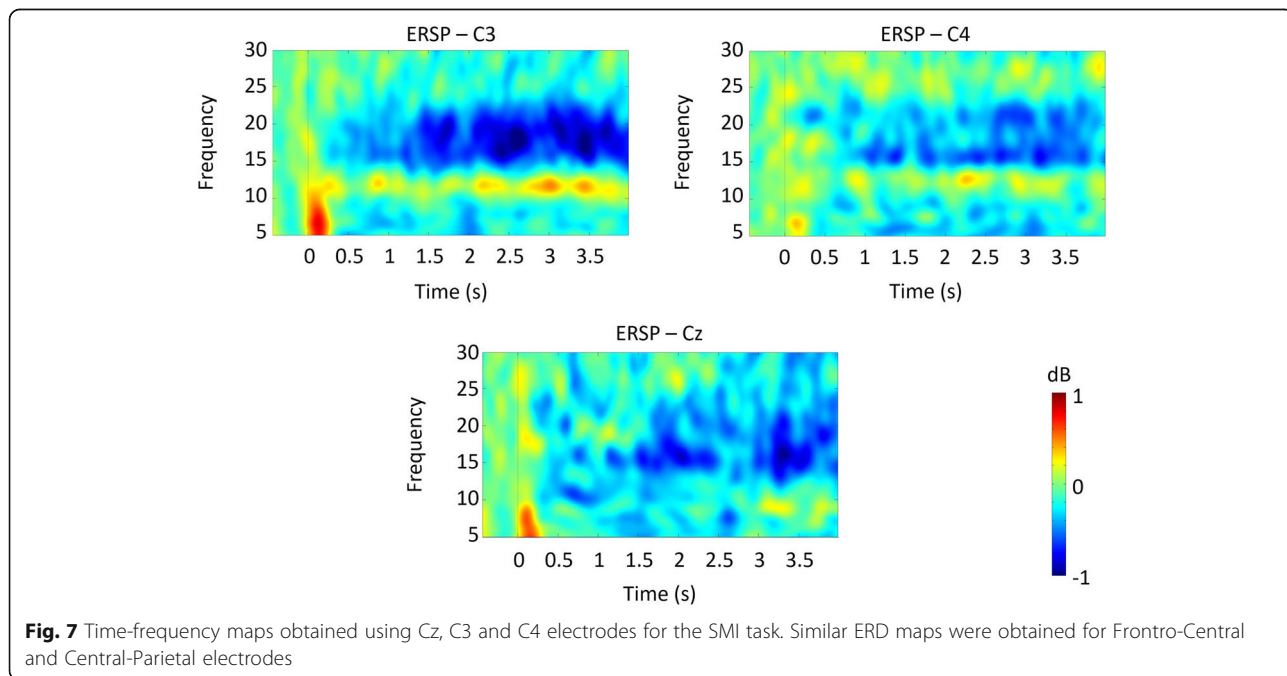 ERSP – C3
30
25
20
15
10
5
Frequency
0 0.5 1 1.5 2 2.5 3 3.5
Time (s)
ERSP – C4
30
25
20
15
10
5
Frequency
0 0.5 1 1.5 2 2.5 3 3.5
Time (s)
ERSP – Cz
30
25
20
15
10
5
Frequency
0 0.5 1 1.5 2 2.5 3 3.5
Time (s)
dB
1
0
-1
Fig. 7 Time-frequency maps obtained using Cz, C3 and C4 electrodes for the SMI task. Similar ERD maps were obtained for Frontro-Central
and Central-Parietal electrodes